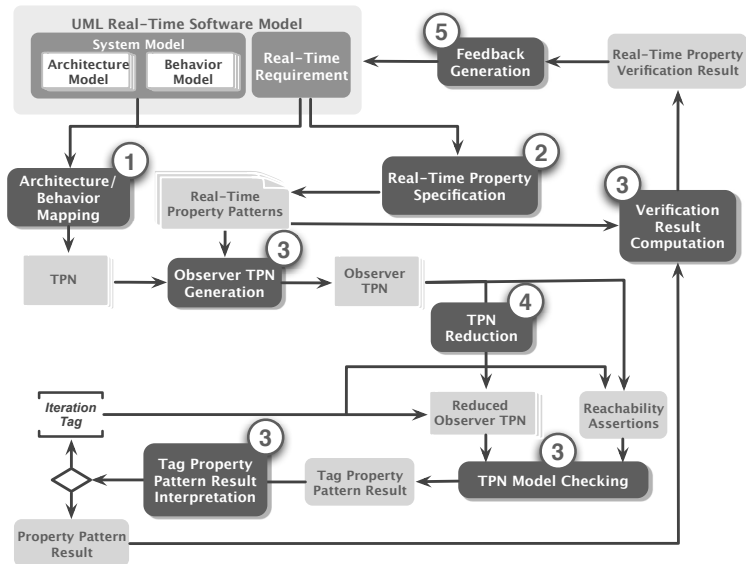 UML Real-Time Software Model
System Model
Architecture
Model
Behavior
Model
Real-Time
Requirement
5
Feedback
Generation
Real-Time Property
Verification Result
1
Architecture/
Behavior
Mapping
2
Real-Time Property
Specification
Real-Time
Property Patterns
3
Verification
Result
Computation
TPN
3
Observer TPN
Generation
Observer
TPN
4
TPN
Reduction
Iteration
Tag
Reduced
Observer TPN
Reachability
Assertions
3
Tag Property
Pattern Result
Interpretation
Tag Property
Pattern Result
3
TPN Model Checking
Property Pattern
Result